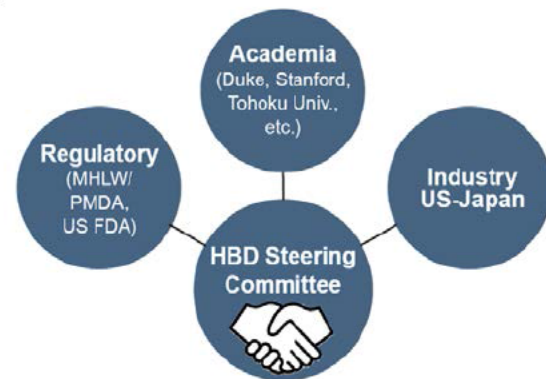 Academia
(Duke, Stanford,
Tohoku Univ.,
etc.)
Regulatory
(MHLW/
PMDA,
US FDA)
Industry
US-Japan
HBD Steering
Committee